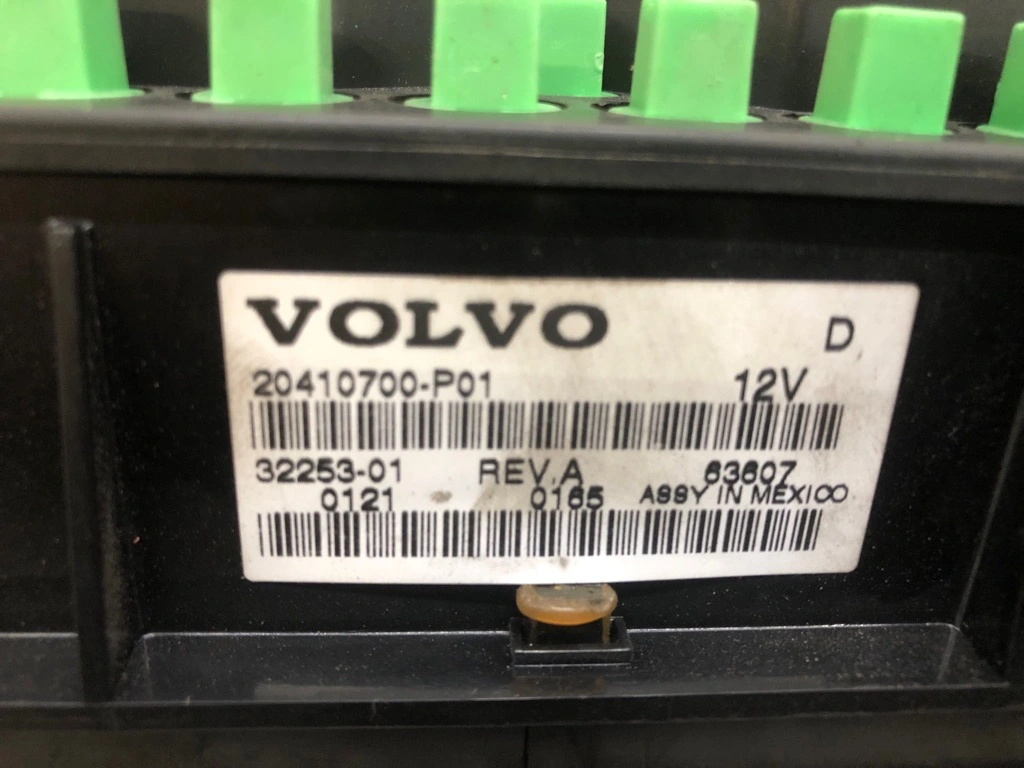 VOLVO D
20410700-P01 12V
32253-01 REV.A 63607
0121 0165 ASSY IN MEXICO